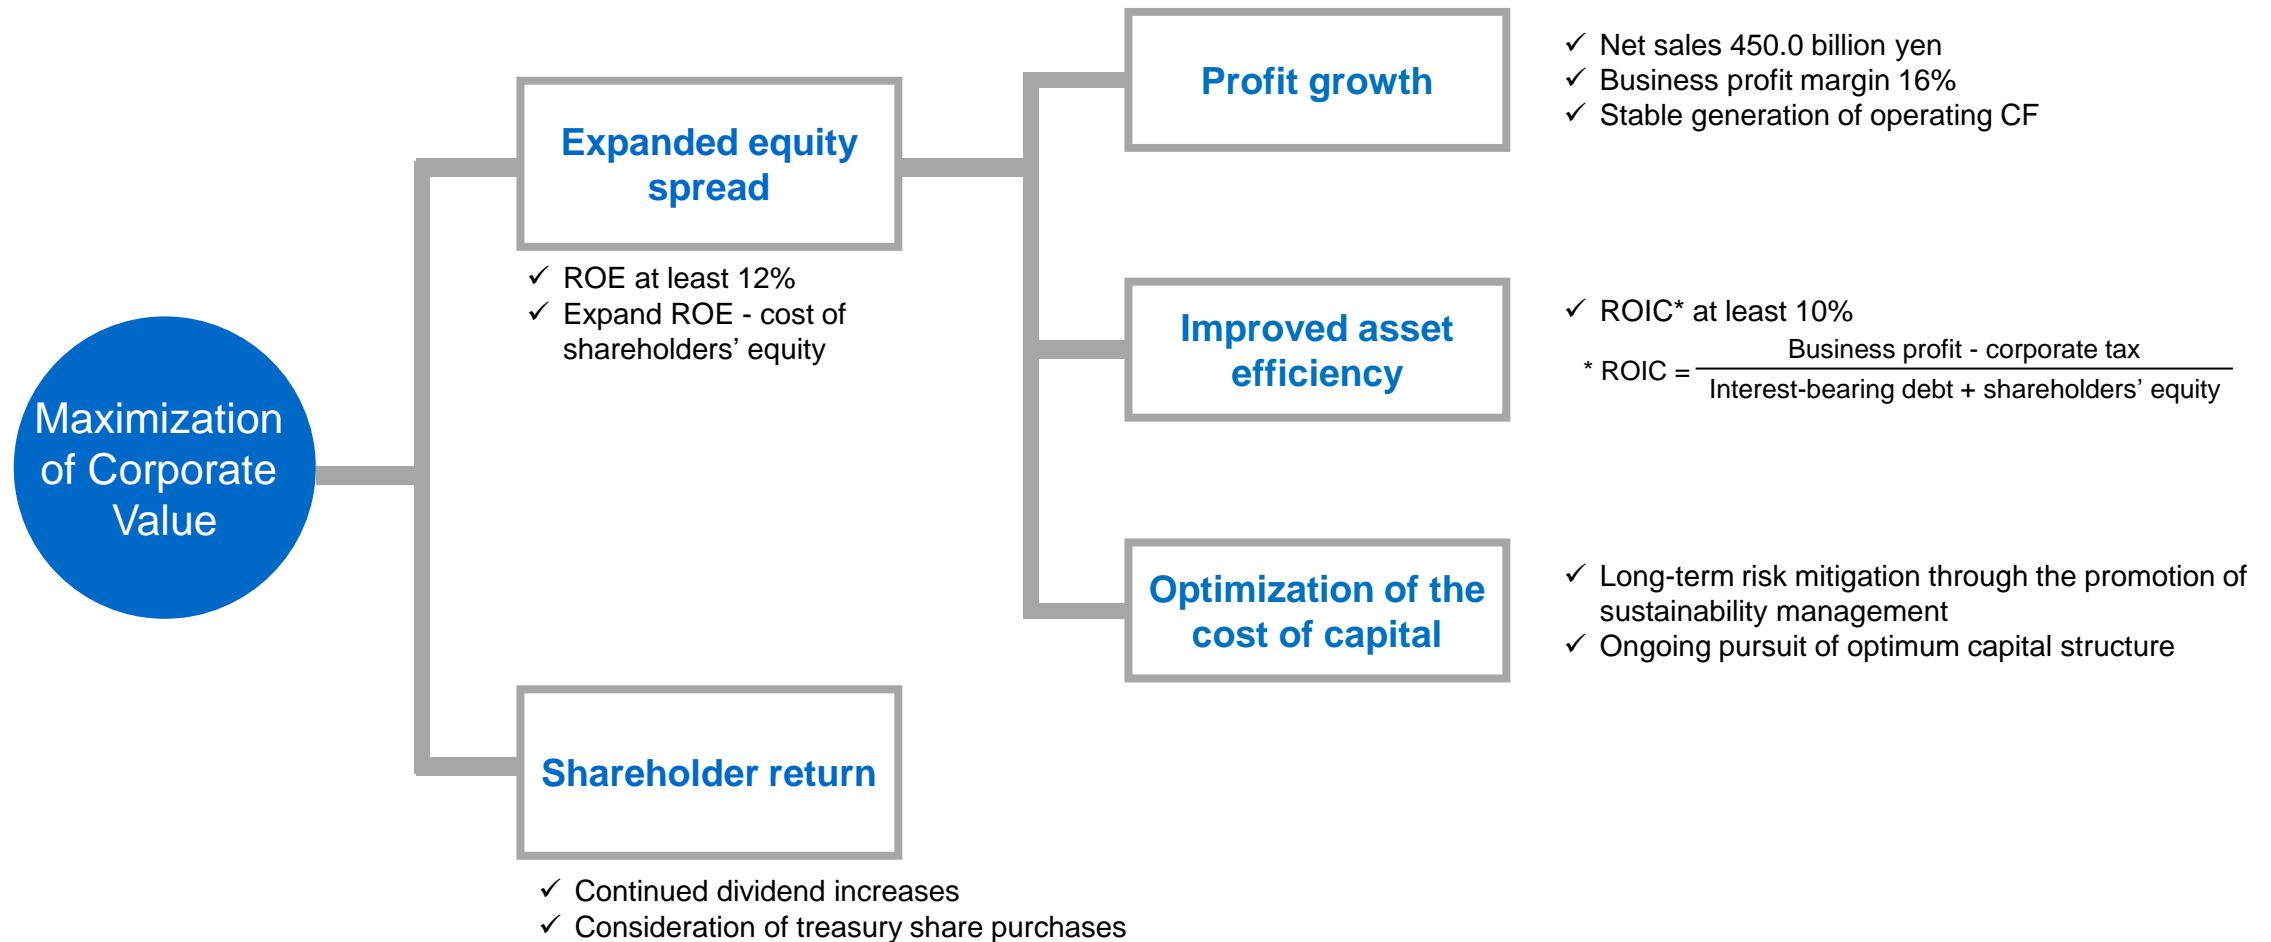 Maximization
of Corporate
Value
Expanded equity
spread
✓ ROE at least 12%
✓ Expand ROE - cost of
shareholders’ equity
Shareholder return
✓ Continued dividend increases
✓ Consideration of treasury share purchases
Profit growth
✓ Net sales 450.0 billion yen
✓ Business profit margin 16%
✓ Stable generation of operating CF
Improved asset
efficiency
✓ ROIC* at least 10%
Business profit - corporate tax
* ROIC =
Interest-bearing debt + shareholders’ equity
Optimization of the
cost of capital
✓ Long-term risk mitigation through the promotion of
sustainability management
✓ Ongoing pursuit of optimum capital structure